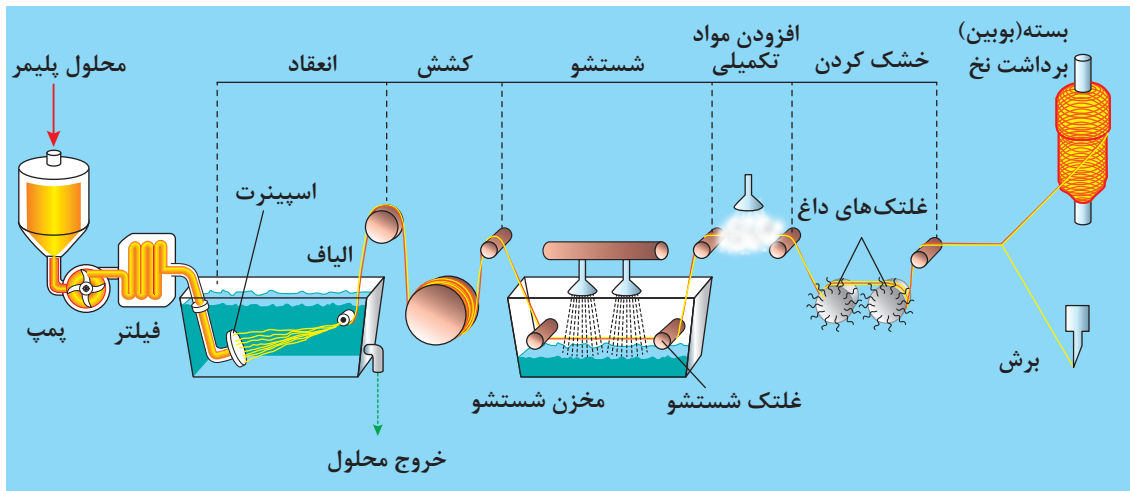 بسته(بوبین)
برداشت نخ
افزودن مواد
تکمیلی
خشک کردن
شستشو
کشش
انعقاد
محلول پلیمر
اسپینرت
الیاف
غلتک‌های داغ
پمپ
فیلتر
برش
مخزن شستشو
غلتک شستشو
خروج محلول